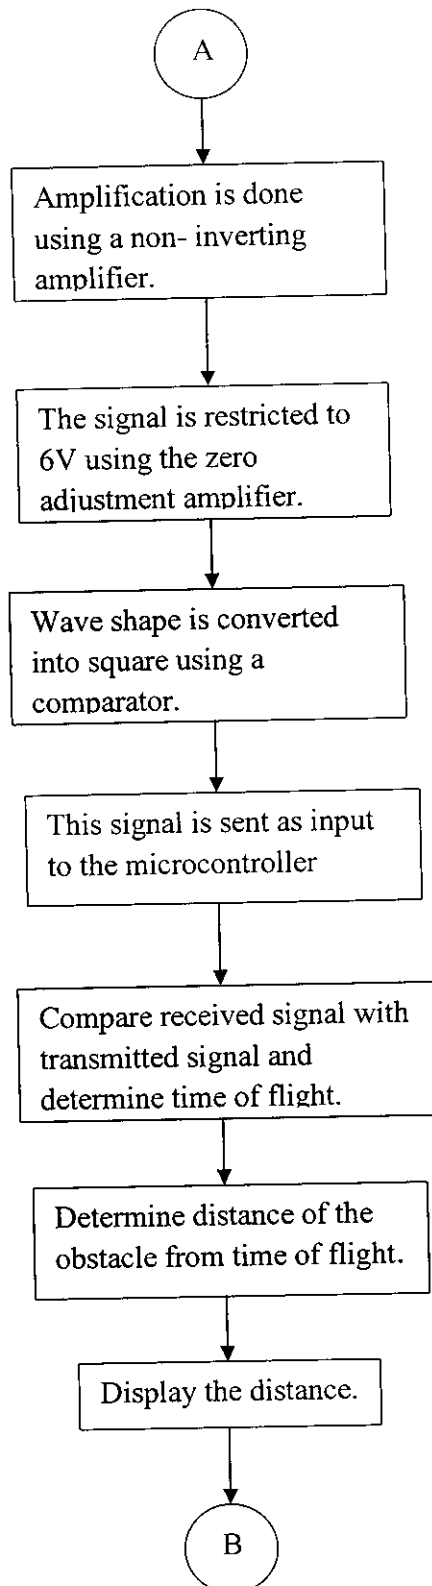 A
Amplification is done
using a non- inverting
amplifier.
The signal is restricted to
6V using the zero
adjustment amplifier.
Wave shape is converted
into square using a
comparator.
This signal is sent as input
to the microcontroller
Compare received signal with
transmitted signal and
determine time of flight.
Determine distance of the
obstacle from time of flight.
Display the distance.
B